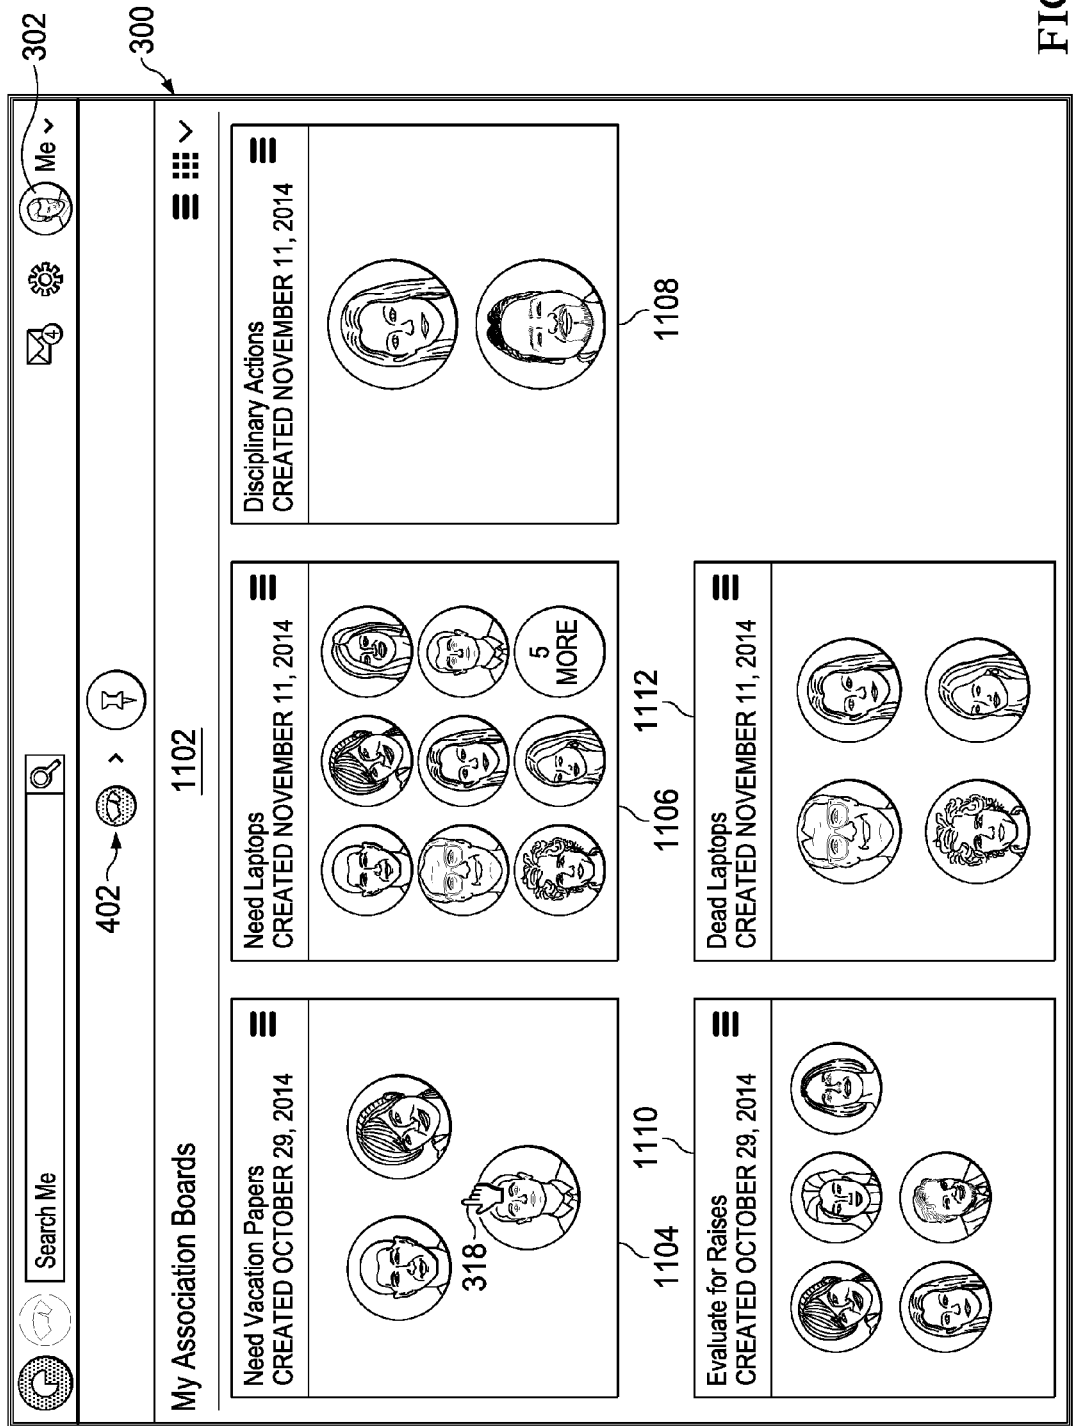 302
300
Search Me
4
Me
402
1102
My Association Boards
Need Vacation Papers
CREATED OCTOBER 29, 2014
318
1104
Need Laptops
CREATED NOVEMBER 11, 2014
5
MORE
1106
Disciplinary Actions
CREATED NOVEMBER 11, 2014
1108
1110
Evaluate for Raises
CREATED OCTOBER 29, 2014
1112
Dead Laptops
CREATED NOVEMBER 11, 2014